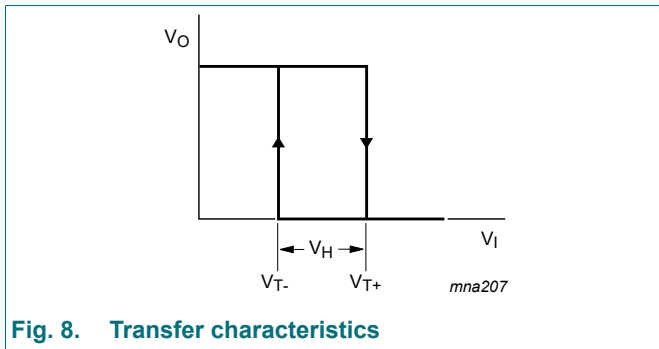 VO
VH
VI
VT-
VT+
mna207
Fig. 8. Transfer characteristics